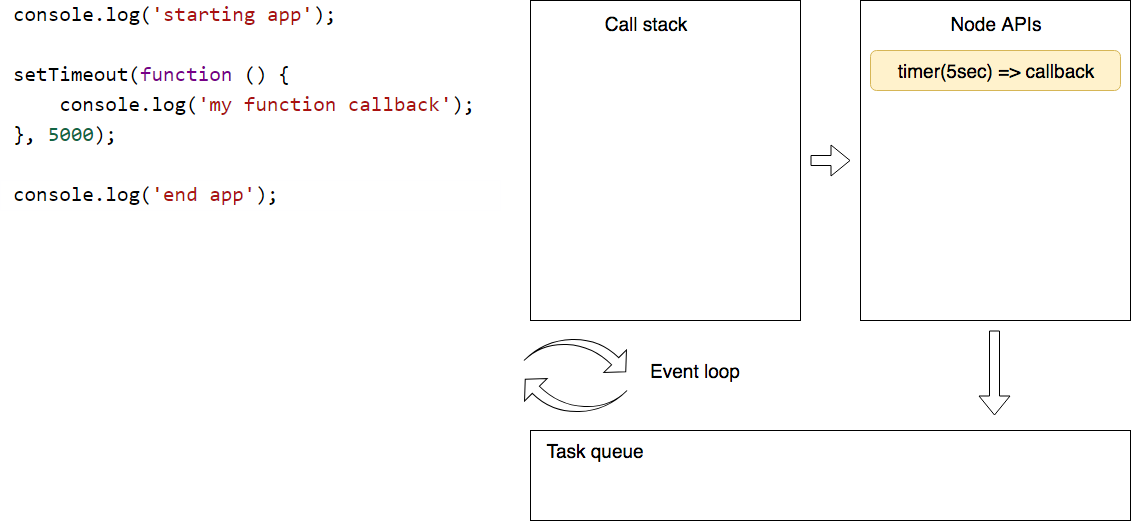 console.log('starting app');
setTimeout(function () {
    console.log('my function callback');
}, 5000);
console.log('end app');
Call stack
Node APIs
timer(5sec) => callback
Event loop
Task queue